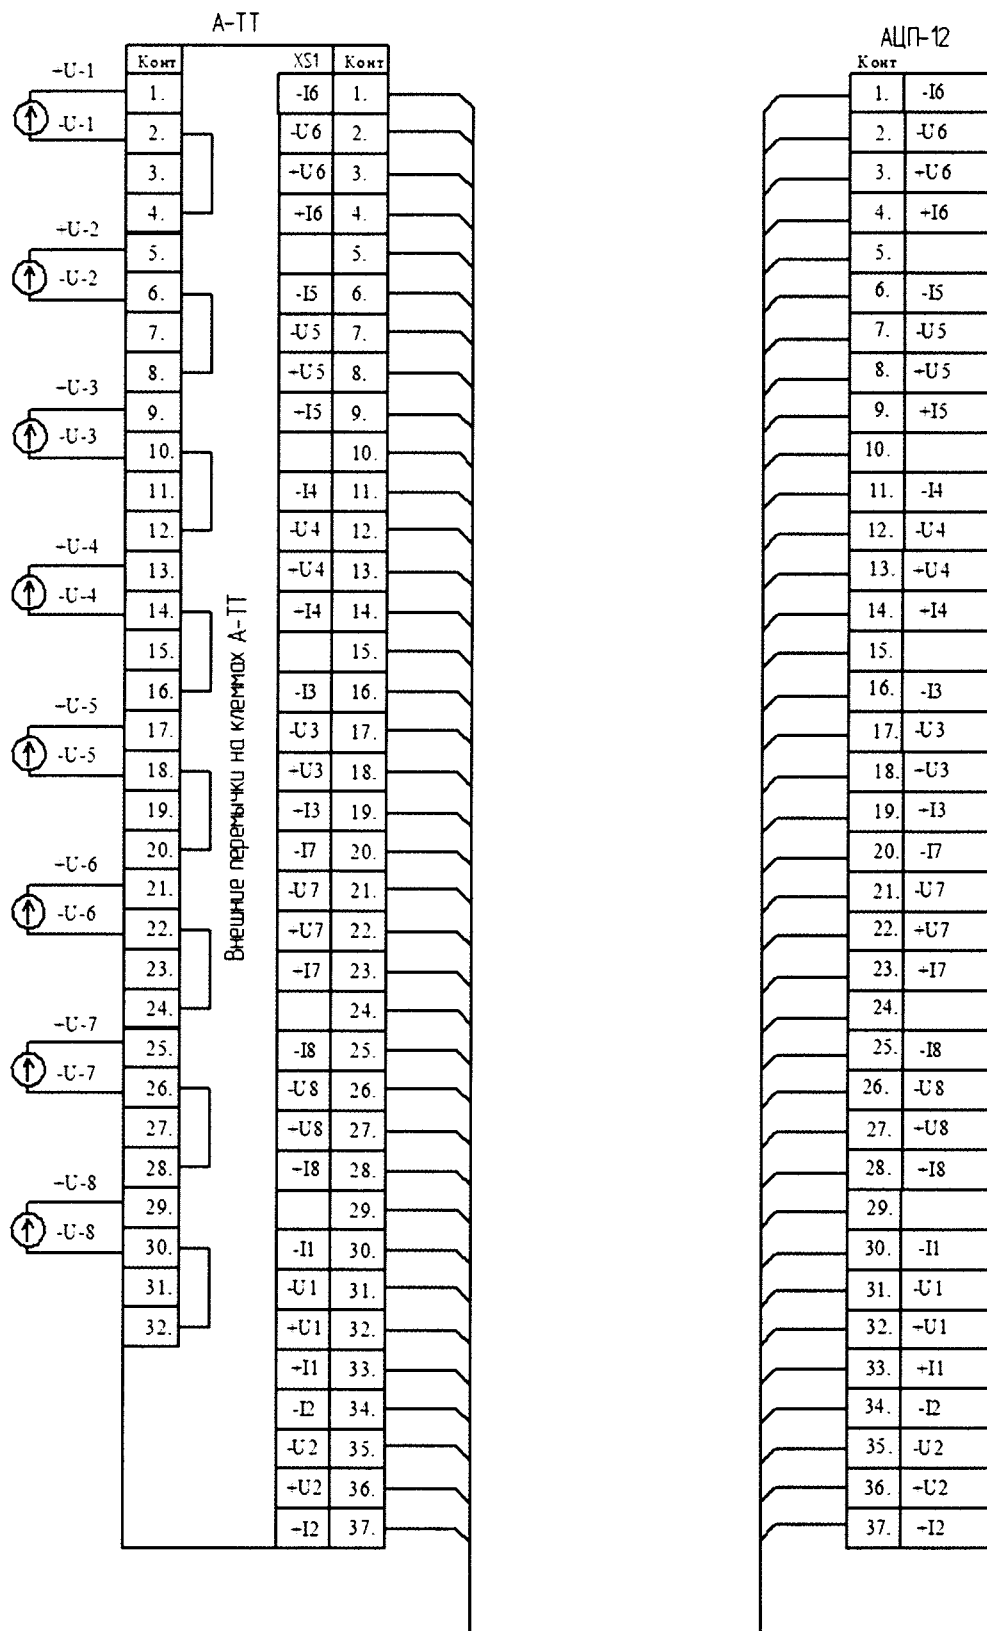 А-ТТ
АЦП-12
Конт
XS1 Конт
Конт
+U-1
-U-1
+U-2
-U-2
+U-3
-U-3
+U-4
-U-4
+U-5
-U-5
+U-6
-U-6
+U-7
-U-7
+U-8
-U-8
1.
2.
3.
4.
5.
6.
7.
8.
9.
10.
11.
12.
13.
14.
15.
16.
17.
18.
19.
20.
21.
22.
23.
24.
25.
26.
27.
28.
29.
30.
31.
32.
Внешние перемычки на клеммах А-ТТ
-I6 1.
-U6 2.
+U6 3.
+I6 4.
5.
-I5 6.
-U5 7.
+U5 8.
+I5 9.
10.
-I4 11.
-U4 12.
+U4 13.
+I4 14.
15.
-I3 16.
-U3 17.
+U3 18.
+I3 19.
-I7 20.
-U7 21.
+U7 22.
+I7 23.
24.
-I8 25.
-U8 26.
+U8 27.
+I8 28.
29.
-I1 30.
-U1 31.
+U1 32.
+I1 33.
-I2 34.
-U2 35.
+U2 36.
+I2 37.
1. -I6
2. -U6
3. +U6
4. +I6
5.
6. -I5
7. -U5
8. +U5
9. +I5
10.
11. -I4
12. -U4
13. +U4
14. +I4
15.
16. -I3
17. -U3
18. +U3
19. +I3
20. -I7
21. -U7
22. +U7
23. +I7
24.
25. -I8
26. -U8
27. +U8
28. +I8
29.
30. -I1
31. -U1
32. +U1
33. +I1
34. -I2
35. -U2
36. +U2
37. +I2